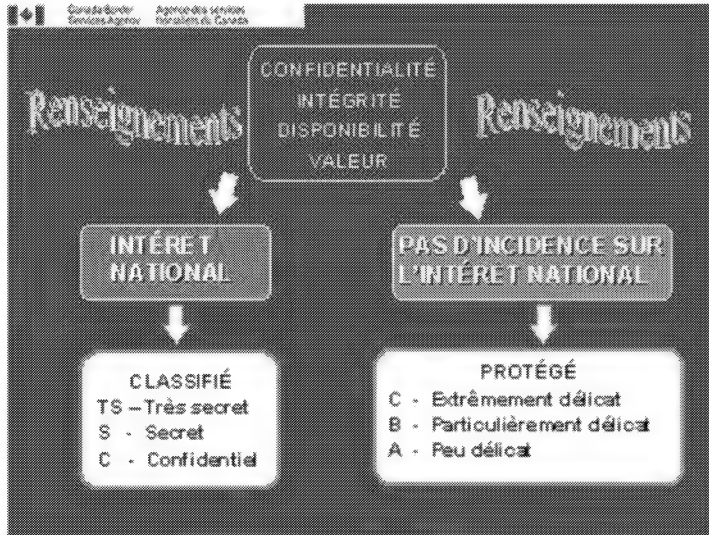 Canada Border
Services Agency
Agence des services
frontaliers du Canada
CONFIDENTIALITÉ
INTÉGRITÉ
DISPONIBILITÉ
VALEUR
Renseignements
Renseignements
INTÉRET
NATIONAL
PAS D'INCIDENCE SUR
L'INTÉRÊT NATIONAL
CLASSIFIÉ
TS – Très secret
S - Secret
C - Confidentiel
PROTÉGÉ
C - Extrêmement délicat
B - Particulièrement délicat
A - Peu délicat